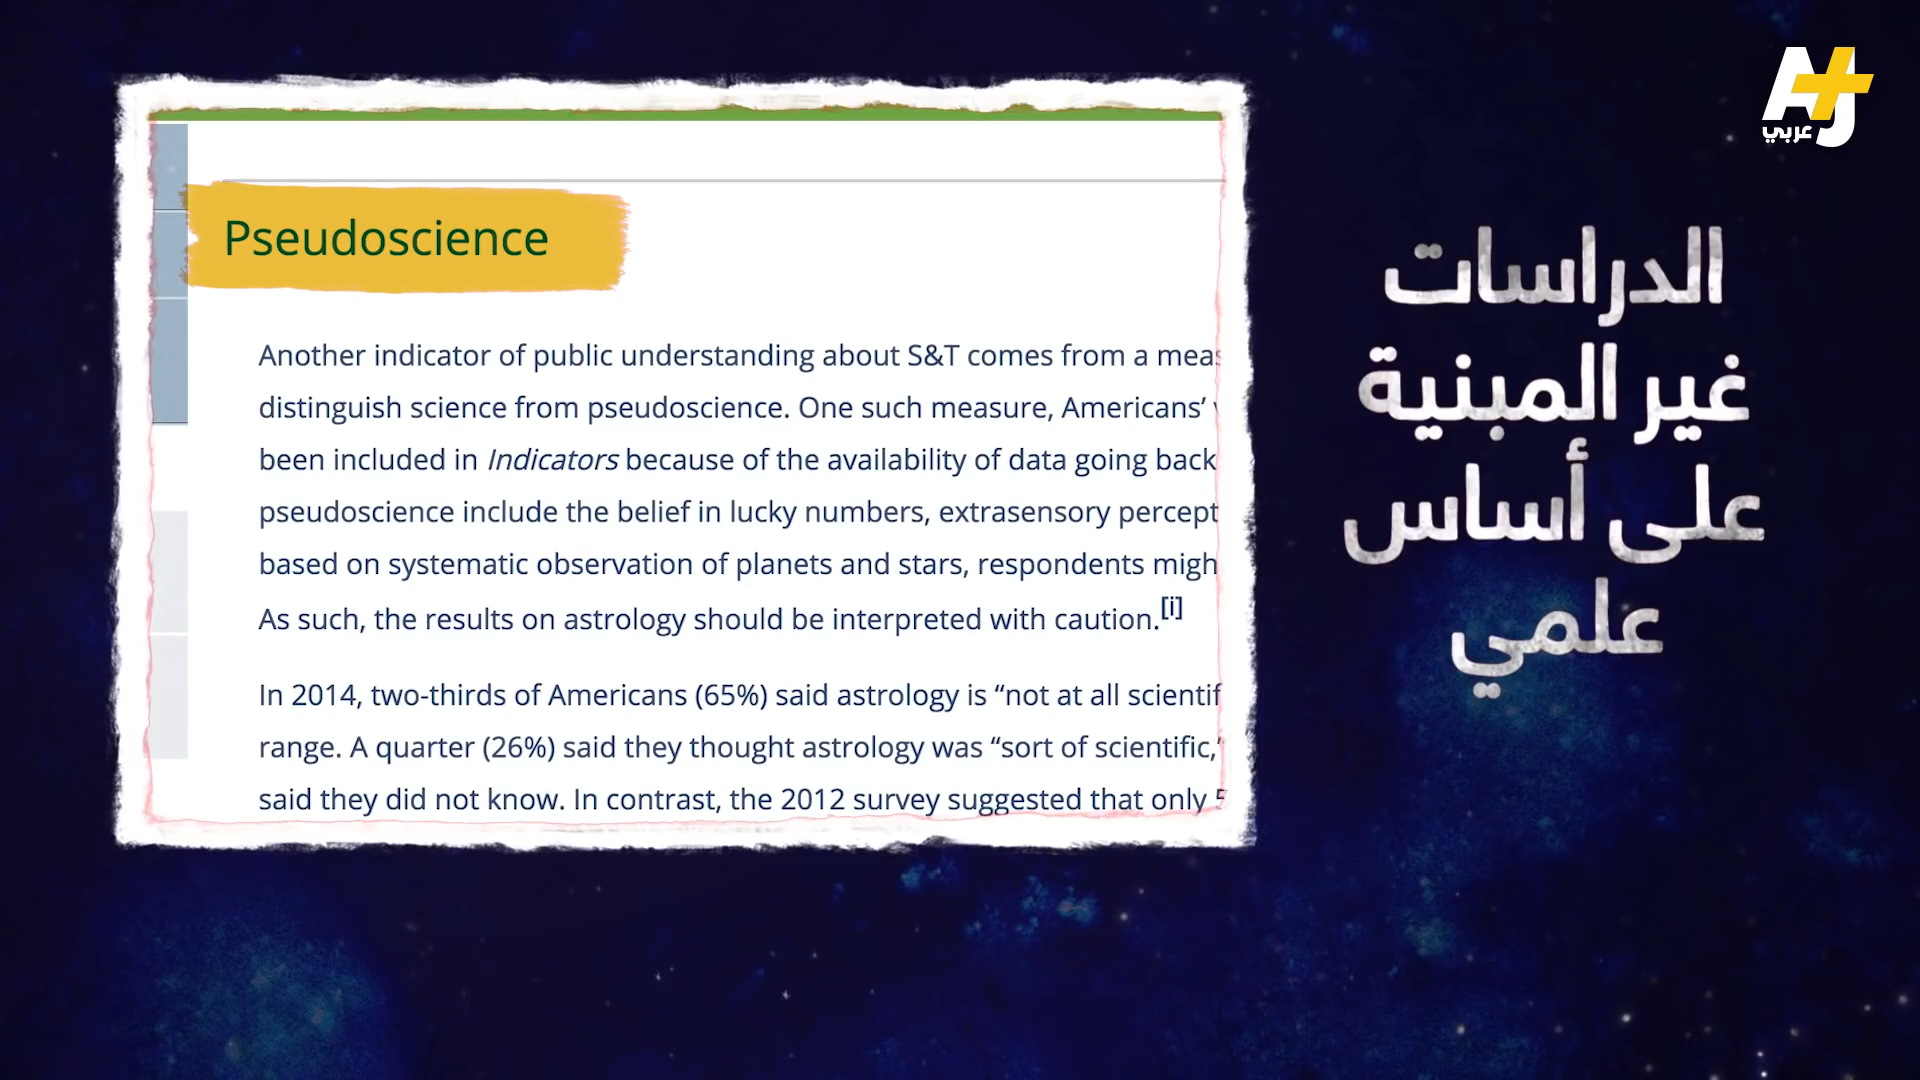 AJ+
عربي
Pseudoscience
Another indicator of public understanding about S&T comes from a
distinguish science from pseudoscience. One such measure, Americans’
been included in Indicators because of the availability of data going back
pseudoscience include the belief in lucky numbers, extrasensory
based on systematic observation of planets and stars, respondents
As such, the results on astrology should be interpreted with caution.[i]
In 2014, two-thirds of Americans (65%) said astrology is “not at all
range. A quarter (26%) said they thought astrology was “sort of scientific,”
said they did not know. In contrast, the 2012 survey suggested that only
الدراسات
غير المبنية
على أساس
علمي